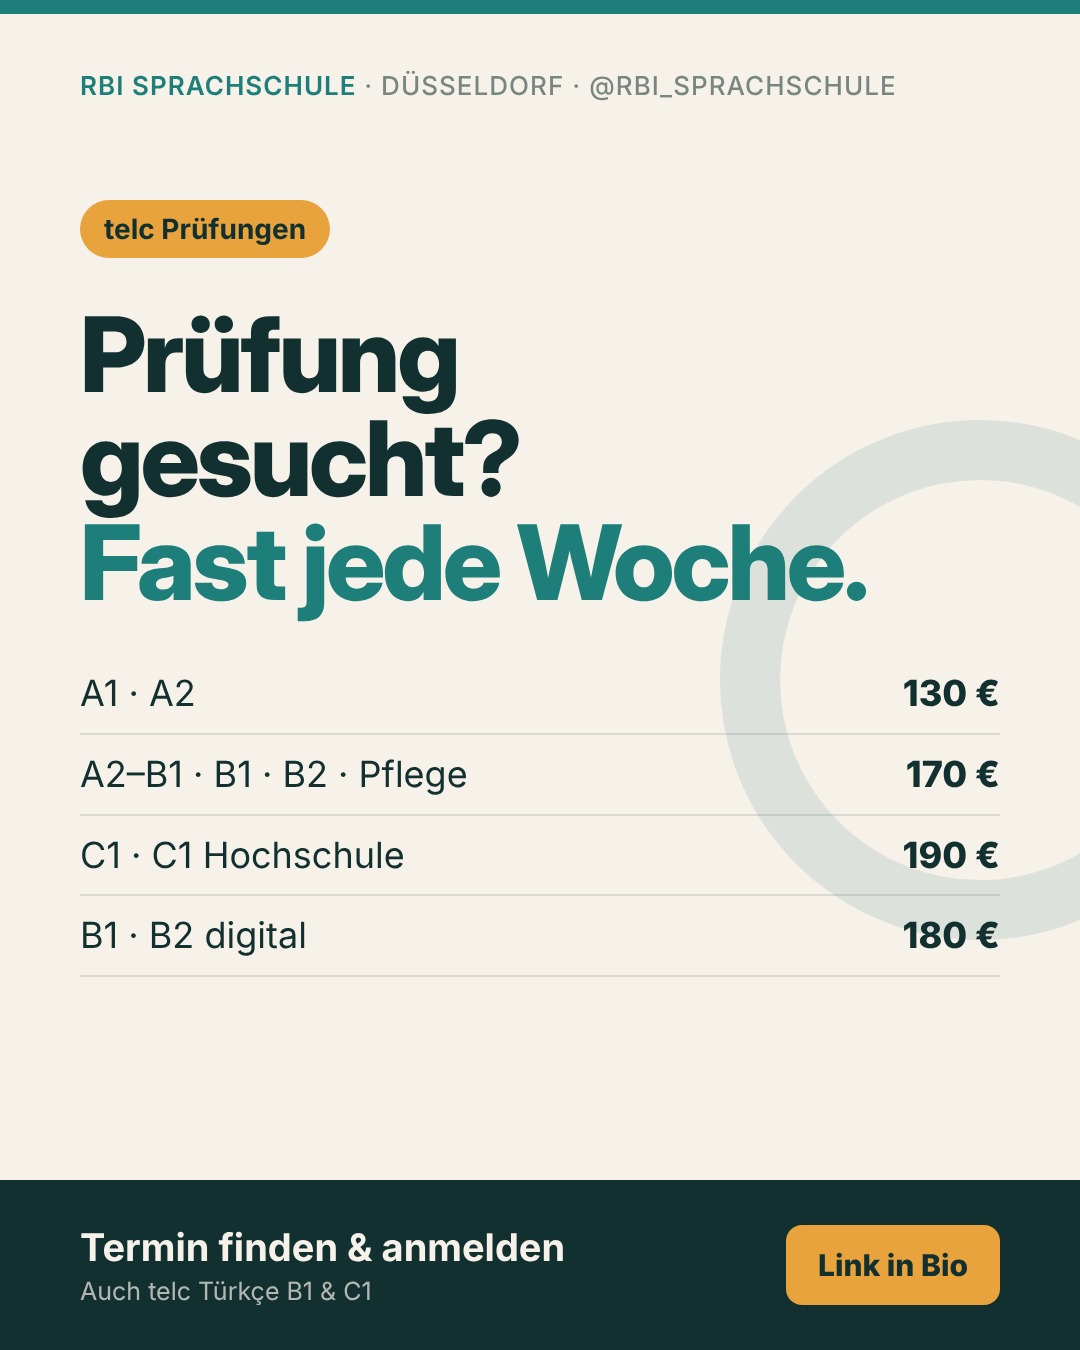 RBI SPRACHSCHULE · DÜSSELDORF · @RBI_SPRACHSCHULE
telc Prüfungen
Prüfung
gesucht?
Fast jede Woche.
A1 · A2 130 €
A2–B1 · B1 · B2 · Pflege 170 €
C1 · C1 Hochschule 190 €
B1 · B2 digital 180 €
Termin finden & anmelden
Auch telc Türkçe B1 & C1
Link in Bio